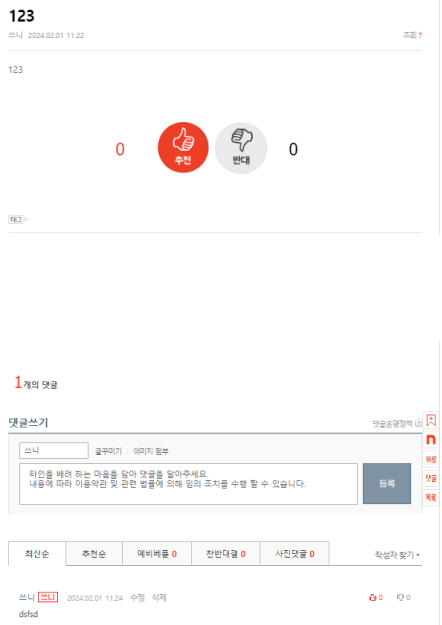 123
쓰니 2024.02.01 11:22 조회 7
123
0 추천 반대 0
태그
1개의 댓글
댓글쓰기 댓글운영정책
쓰니 글꾸미기 이미지 첨부
타인을 배려 하는 마음을 담아 댓글을 달아주세요.
내용에 따라 이용약관 및 관련 법률에 의해 임의 조치를 수행 할 수 있습니다.
등록
n
위로
댓글
목록
최신순 추천순 예비베플 0 찬반대결 0 사진댓글 0 작성자 찾기
쓰니 쓰니 2024.02.01 11:24 수정 삭제 0 0
dsfsd